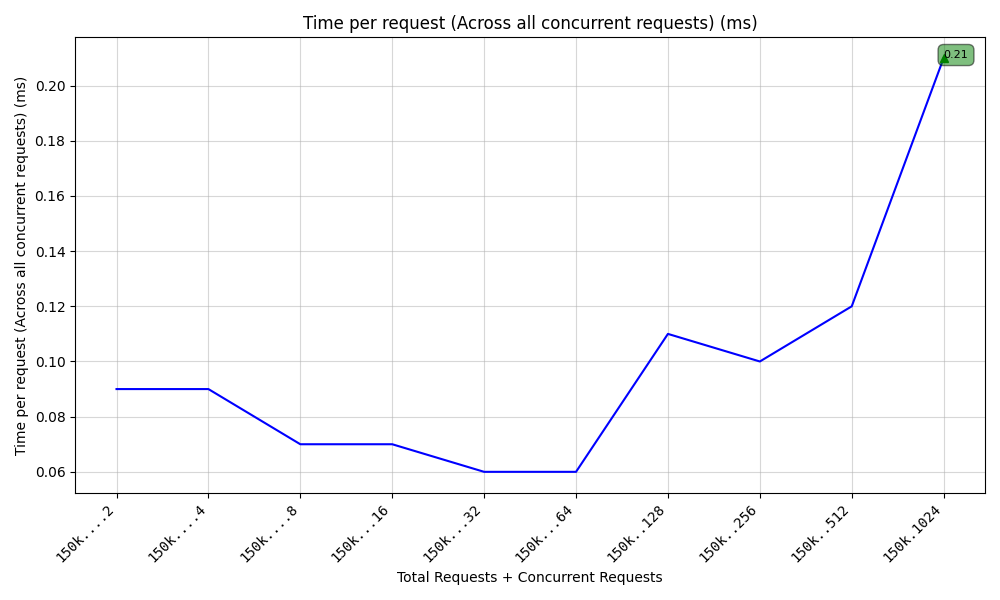 Time per request (Across all concurrent requests) (ms)
Time per request (Across all concurrent requests) (ms)
0.21
0.20
0.18
0.16
0.14
0.12
0.10
0.08
0.06
150k....2
150k....4
150k....8
150k...16
150k...32
150k...64
150k..128
150k..256
150k..512
150k.1024
Total Requests + Concurrent Requests